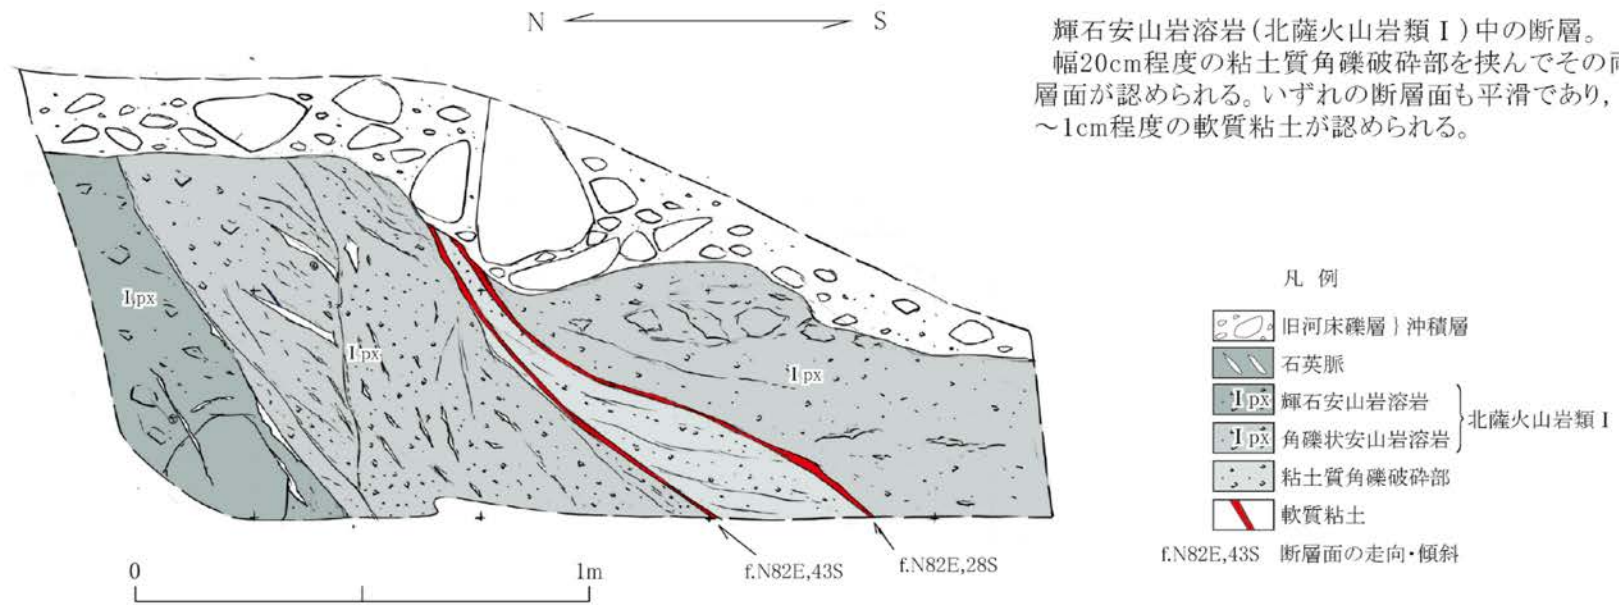 N S
輝石安山岩溶岩(北薩火山岩類Ⅰ)中の断層。
幅20cm程度の粘土質角礫破砕部を挟んでその
層面が認められる。いずれの断層面も平滑であり,
～1cm程度の軟質粘土が認められる。
I px
I px
I px
f.N82E,43S
f.N82E,28S
0 1m
凡 例
旧河床礫層 } 沖積層
石英脈
I px 輝石安山岩溶岩
I px 角礫状安山岩溶岩
北薩火山岩類Ⅰ
粘土質角礫破砕部
軟質粘土
f.N82E,43S 断層面の走向・傾斜